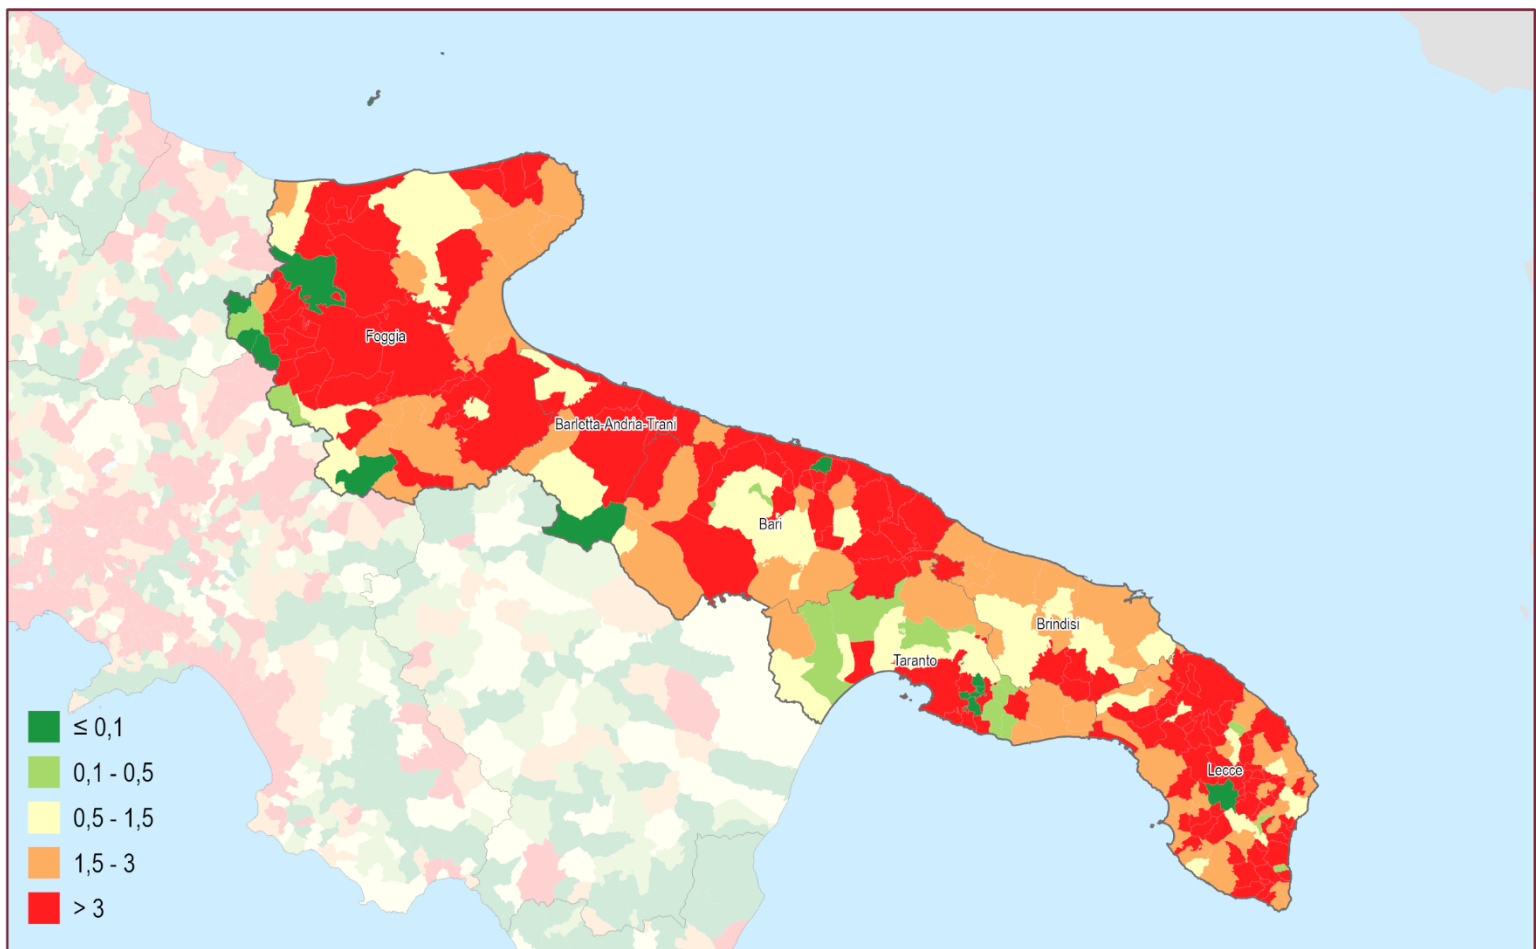 Foggia
Barletta-Andria-Trani
Bari
Brindisi
Taranto
Lecce
≤ 0,1
0,1 - 0,5
0,5 - 1,5
1,5 - 3
> 3